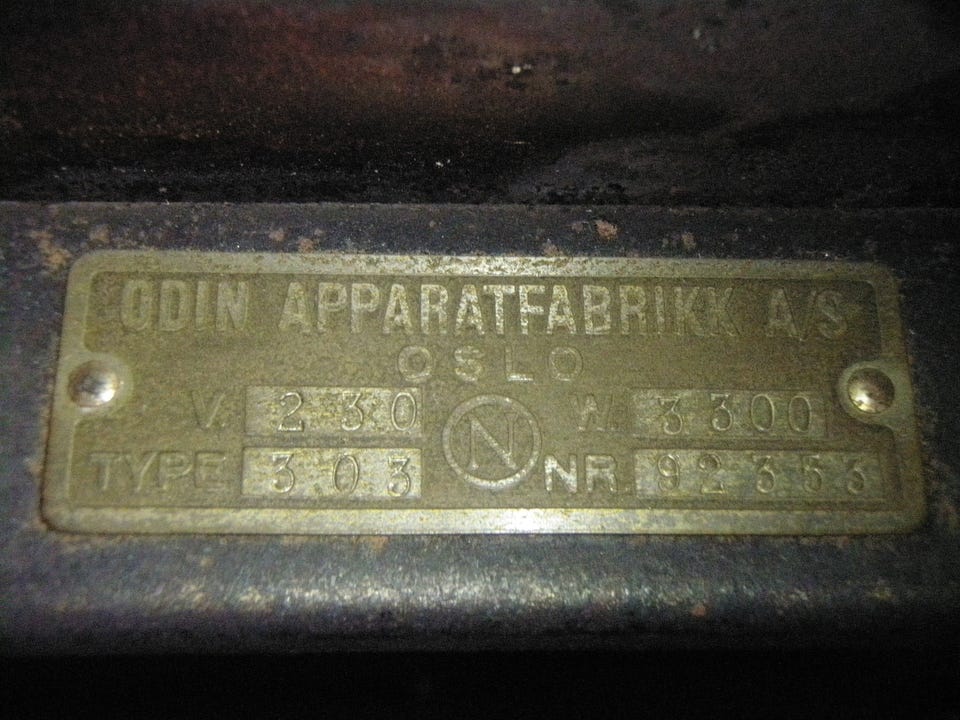 ODIN APPARATFABRIKK A/S
OSLO
V. 230 N W. 3300
TYPE 303 NR. 92353